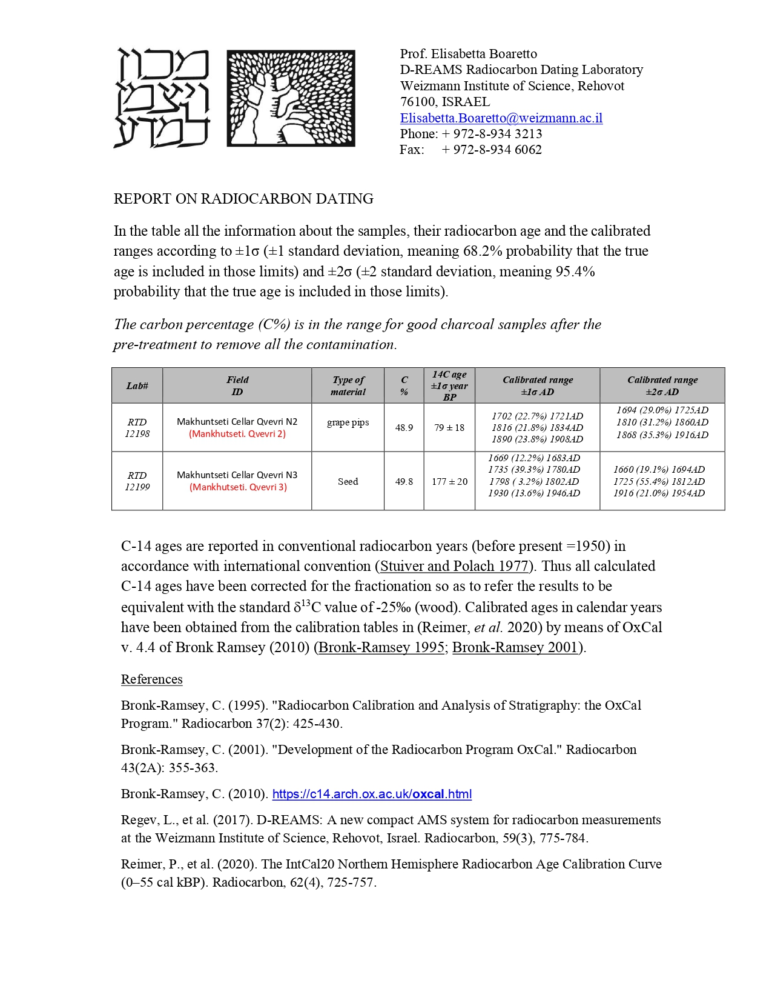 מכון
ויצמן
למדע
Prof. Elisabetta Boaretto
D-REAMS Radiocarbon Dating Laboratory
Weizmann Institute of Science, Rehovot
76100, ISRAEL
Elisabetta.Boaretto@weizmann.ac.il
Phone: + 972-8-934 3213
Fax: + 972-8-934 6062
REPORT ON RADIOCARBON DATING
In the table all the information about the samples, their radiocarbon age and the calibrated
ranges according to ±1σ (±1 standard deviation, meaning 68.2% probability that the true
age is included in those limits) and ±2σ (±2 standard deviation, meaning 95.4%
probability that the true age is included in those limits).
The carbon percentage (C%) is in the range for good charcoal samples after the
pre-treatment to remove all the contamination.
Lab#
Field
ID
Type of
material
C
%
14C age
±1σ year
BP
Calibrated range
±1σ AD
Calibrated range
±2σ AD
RTD
12198
Makhuntseti Cellar Qvevri N2
(Mankhutseti. Qvevri 2)
grape pips
48.9
79 ± 18
1702 (22.7%) 1721AD
1816 (21.8%) 1834AD
1890 (23.8%) 1908AD
1694 (29.0%) 1725AD
1810 (31.2%) 1860AD
1868 (35.3%) 1916AD
RTD
12199
Makhuntseti Cellar Qvevri N3
(Mankhutseti. Qvevri 3)
Seed
49.8
177 ± 20
1669 (12.2%) 1683AD
1735 (39.3%) 1780AD
1798 ( 3.2%) 1802AD
1930 (13.6%) 1946AD
1660 (19.1%) 1694AD
1725 (55.4%) 1812AD
1916 (21.0%) 1954AD
C-14 ages are reported in conventional radiocarbon years (before present =1950) in
accordance with international convention (Stuiver and Polach 1977). Thus all calculated
C-14 ages have been corrected for the fractionation so as to refer the results to be
equivalent with the standard δ¹³C value of -25‰ (wood). Calibrated ages in calendar years
have been obtained from the calibration tables in (Reimer, et al. 2020) by means of OxCal
v. 4.4 of Bronk Ramsey (2010) (Bronk-Ramsey 1995; Bronk-Ramsey 2001).
References
Bronk-Ramsey, C. (1995). "Radiocarbon Calibration and Analysis of Stratigraphy: the OxCal
Program." Radiocarbon 37(2): 425-430.
Bronk-Ramsey, C. (2001). "Development of the Radiocarbon Program OxCal." Radiocarbon
43(2A): 355-363.
Bronk-Ramsey, C. (2010). https://c14.arch.ox.ac.uk/oxcal.html
Regev, L., et al. (2017). D-REAMS: A new compact AMS system for radiocarbon measurements
at the Weizmann Institute of Science, Rehovot, Israel. Radiocarbon, 59(3), 775-784.
Reimer, P., et al. (2020). The IntCal20 Northern Hemisphere Radiocarbon Age Calibration Curve
(0–55 cal kBP). Radiocarbon, 62(4), 725-757.